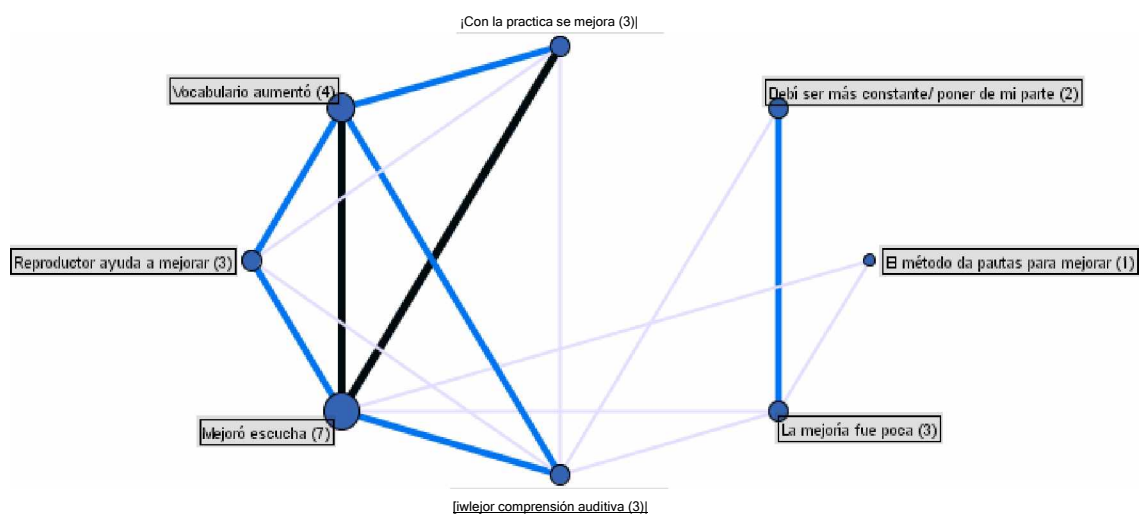 ¡Con la practica se mejora (3)|
Vocabulario aumentó (4)
Debí ser más constante/ poner de mi parte (2)
Reproductor ayuda a mejorar (3)
El método da pautas para mejorar (1)
Mejoró escucha (7)
La mejoría fue poca (3)
[iwlejor comprensión auditiva (3)|